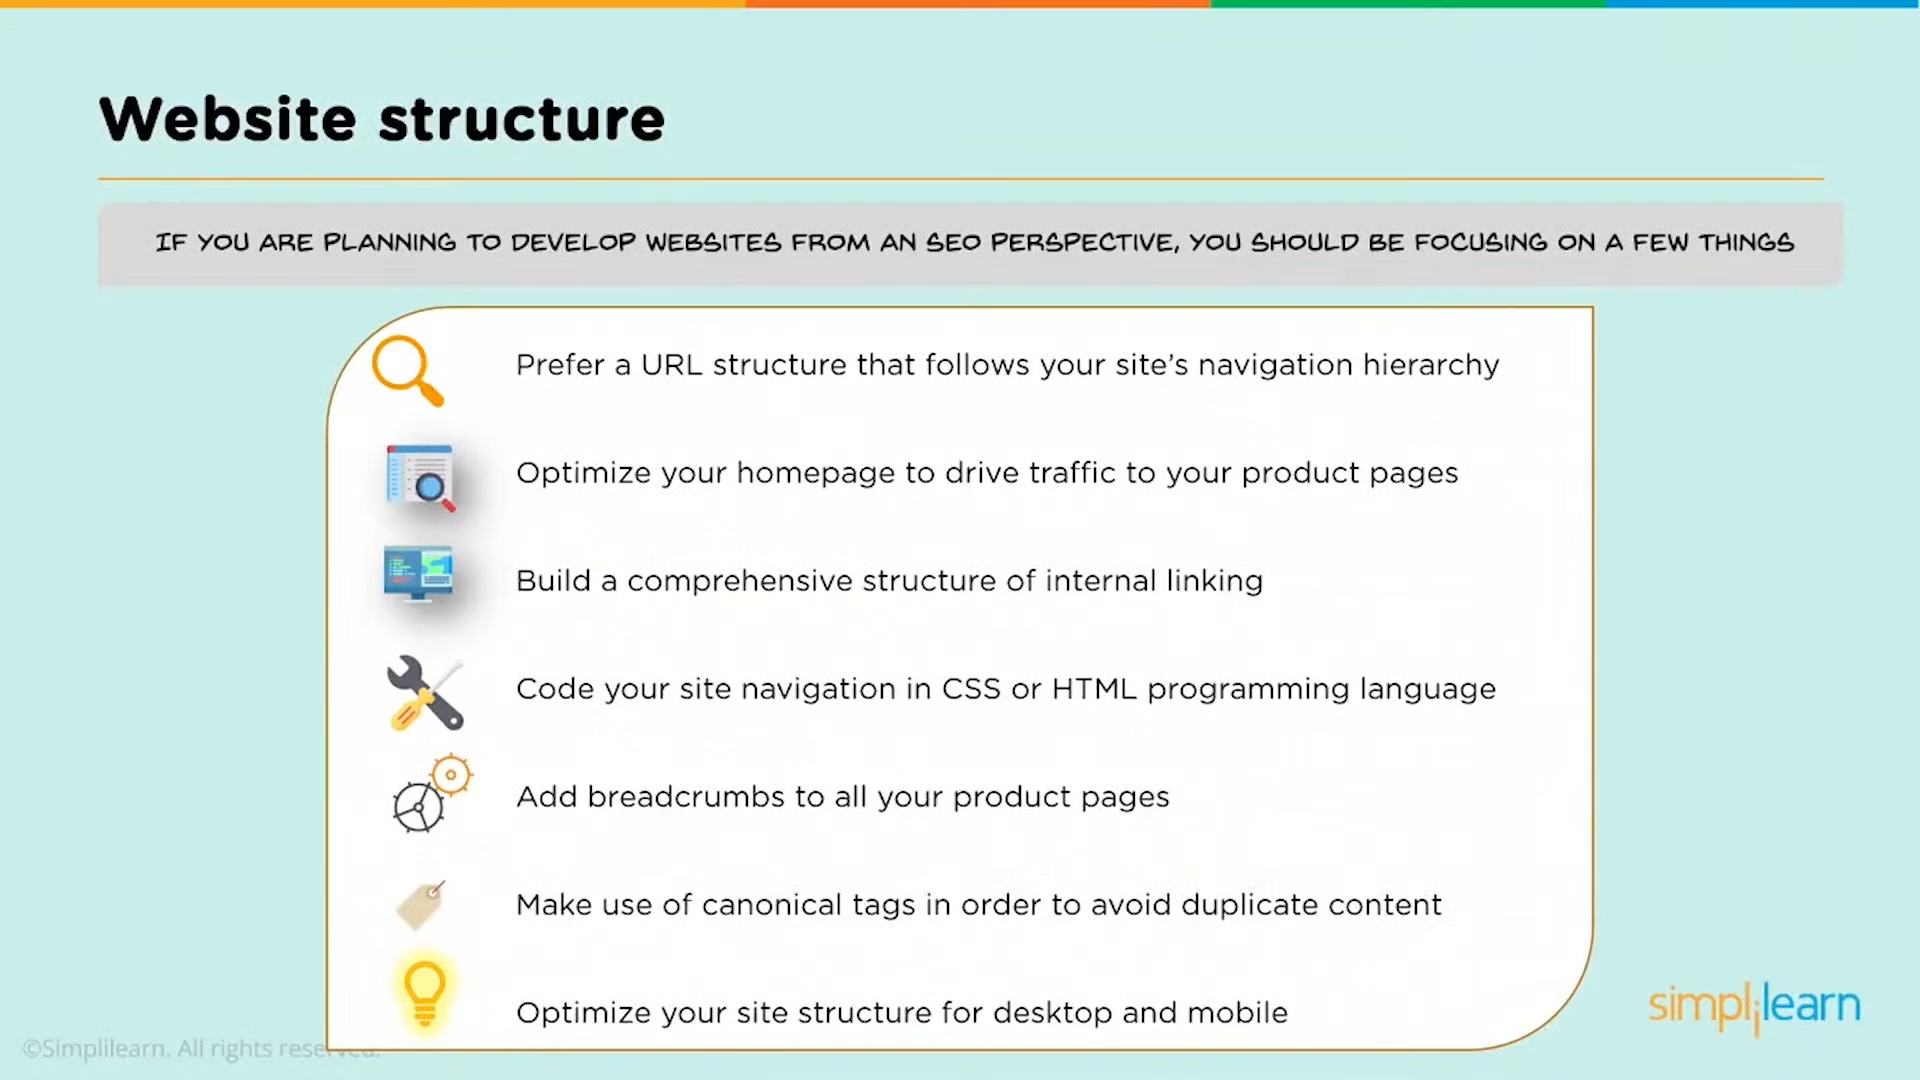 Website structure
IF YOU ARE PLANNING TO DEVELOP WEBSITES FROM AN SEO PERSPECTIVE, YOU SHOULD BE FOCUSING ON A FEW THINGS
Prefer a URL structure that follows your site’s navigation hierarchy
Optimize your homepage to drive traffic to your product pages
Build a comprehensive structure of internal linking
Code your site navigation in CSS or HTML programming language
Add breadcrumbs to all your product pages
Make use of canonical tags in order to avoid duplicate content
Optimize your site structure for desktop and mobile
simplilearn
©Simplilearn. All rights reserved.